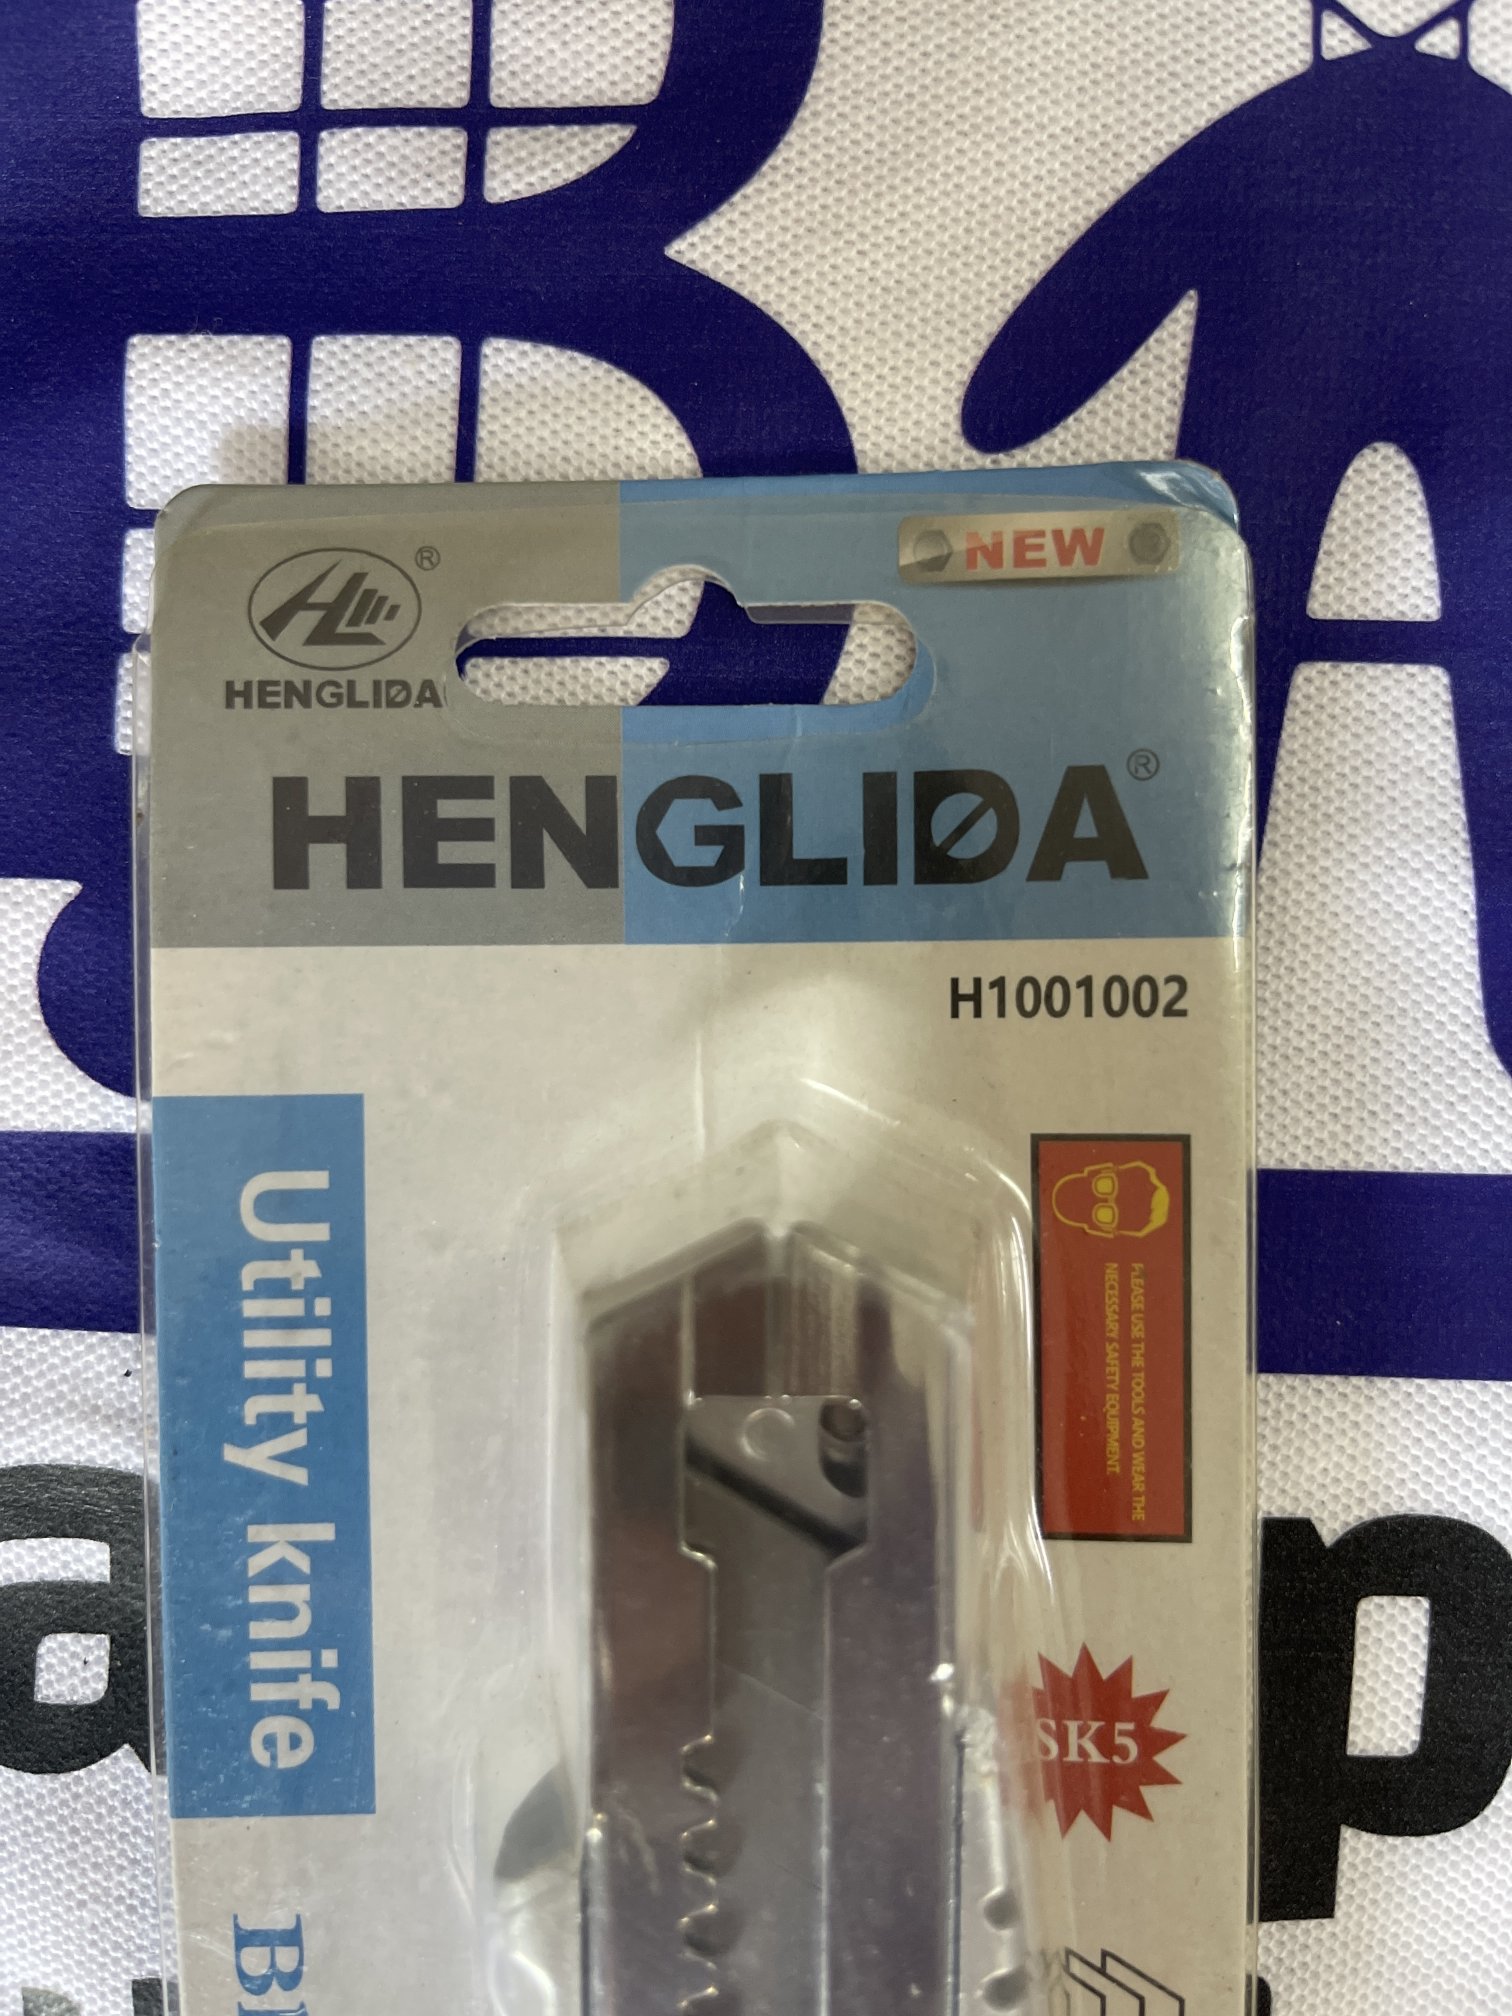 HENGLIDA
®
NEW
HENGLIDA®
H1001002
Utility knife
PLEASE USE THE TOOLS AND WEAR THE
NECESSARY SAFETY EQUIPMENT.
SK5